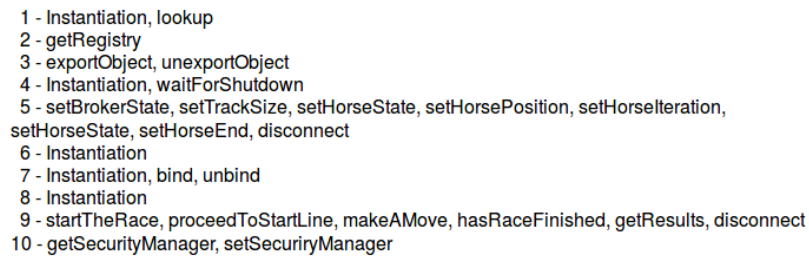 1 - Instantiation, lookup
2 - getRegistry
3 - exportObject, unexportObject
4 - Instantiation, waitForShutdown
5 - setBrokerState, setTrackSize, setHorseState, setHorsePosition, setHorseIteration,
setHorseState, setHorseEnd, disconnect
6 - Instantiation
7 - Instantiation, bind, unbind
8 - Instantiation
9 - startTheRace, proceedToStartLine, makeAMove, hasRaceFinished, getResults, disconnect
10 - getSecurityManager, setSecuriryManager